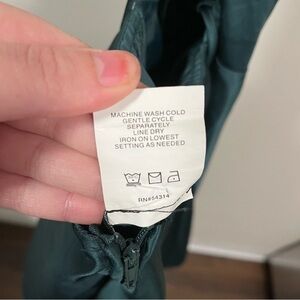 MACHINE WASH COLD
GENTLE CYCLE
SEPARATELY
LINE DRY
IRON ON LOWEST
SETTING AS NEEDED
RN#54314